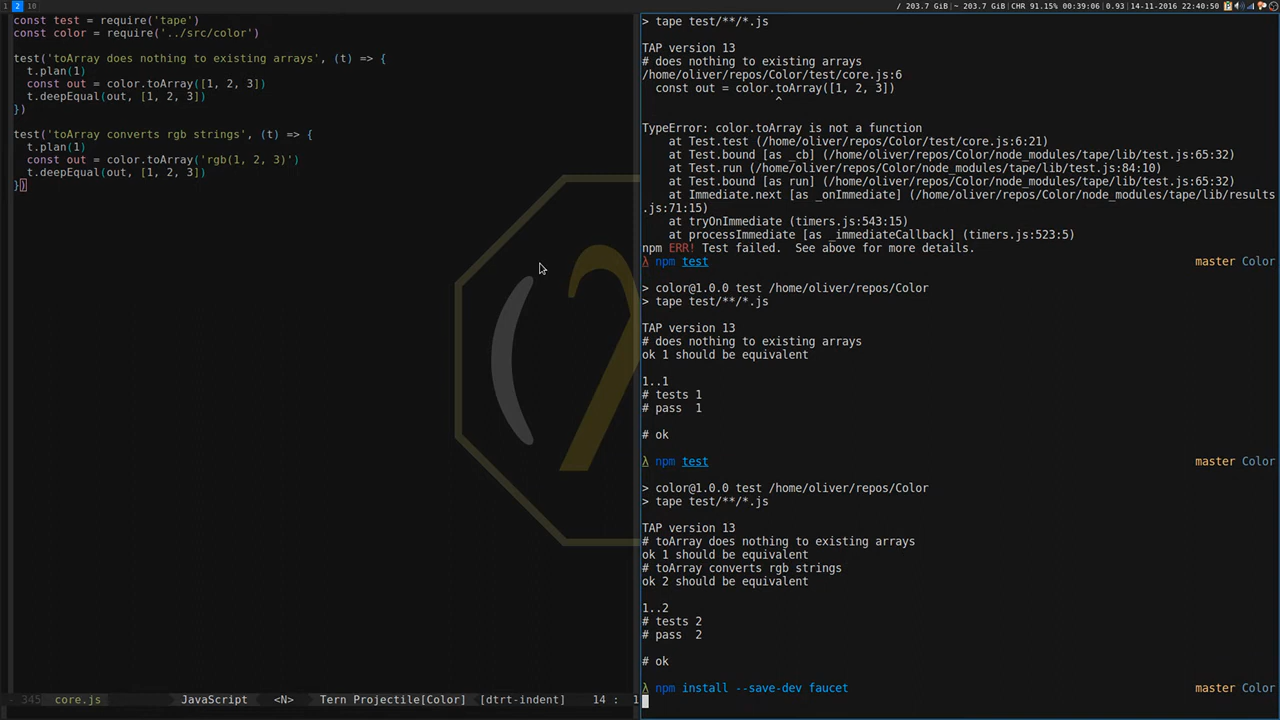 1 2 10
/ 203.7 GiB|~ 203.7 GiB|CHR 91.15% 00:39:06|0.93|14-11-2016 22:40:50
const test = require('tape')
const color = require('../src/color')
test('toArray does nothing to existing arrays', (t) => {
t.plan(1)
const out = color.toArray([1, 2, 3])
t.deepEqual(out, [1, 2, 3])
})
test('toArray converts rgb strings', (t) => {
t.plan(1)
const out = color.toArray('rgb(1, 2, 3)')
t.deepEqual(out, [1, 2, 3])
})
345 core.js JavaScript <N> Tern Projectile[Color] [dtrt-indent] 14 : 1
> tape test/**/*.js
TAP version 13
# does nothing to existing arrays
/home/oliver/repos/Color/test/core.js:6
const out = color.toArray([1, 2, 3])
^
TypeError: color.toArray is not a function
at Test.test (/home/oliver/repos/Color/test/core.js:6:21)
at Test.bound [as _cb] (/home/oliver/repos/Color/node_modules/tape/lib/test.js:65:32)
at Test.run (/home/oliver/repos/Color/node_modules/tape/lib/test.js:84:10)
at Test.bound [as run] (/home/oliver/repos/Color/node_modules/tape/lib/test.js:65:32)
at Immediate.next [as _onImmediate] (/home/oliver/repos/Color/node_modules/tape/lib/results
.js:71:15)
at tryOnImmediate (timers.js:543:15)
at processImmediate [as _immediateCallback] (timers.js:523:5)
npm ERR! Test failed. See above for more details.
λ npm test master Color
> color@1.0.0 test /home/oliver/repos/Color
> tape test/**/*.js
TAP version 13
# does nothing to existing arrays
ok 1 should be equivalent
1..1
# tests 1
# pass 1
# ok
λ npm test master Color
> color@1.0.0 test /home/oliver/repos/Color
> tape test/**/*.js
TAP version 13
# toArray does nothing to existing arrays
ok 1 should be equivalent
# toArray converts rgb strings
ok 2 should be equivalent
1..2
# tests 2
# pass 2
# ok
λ npm install --save-dev faucet master Color